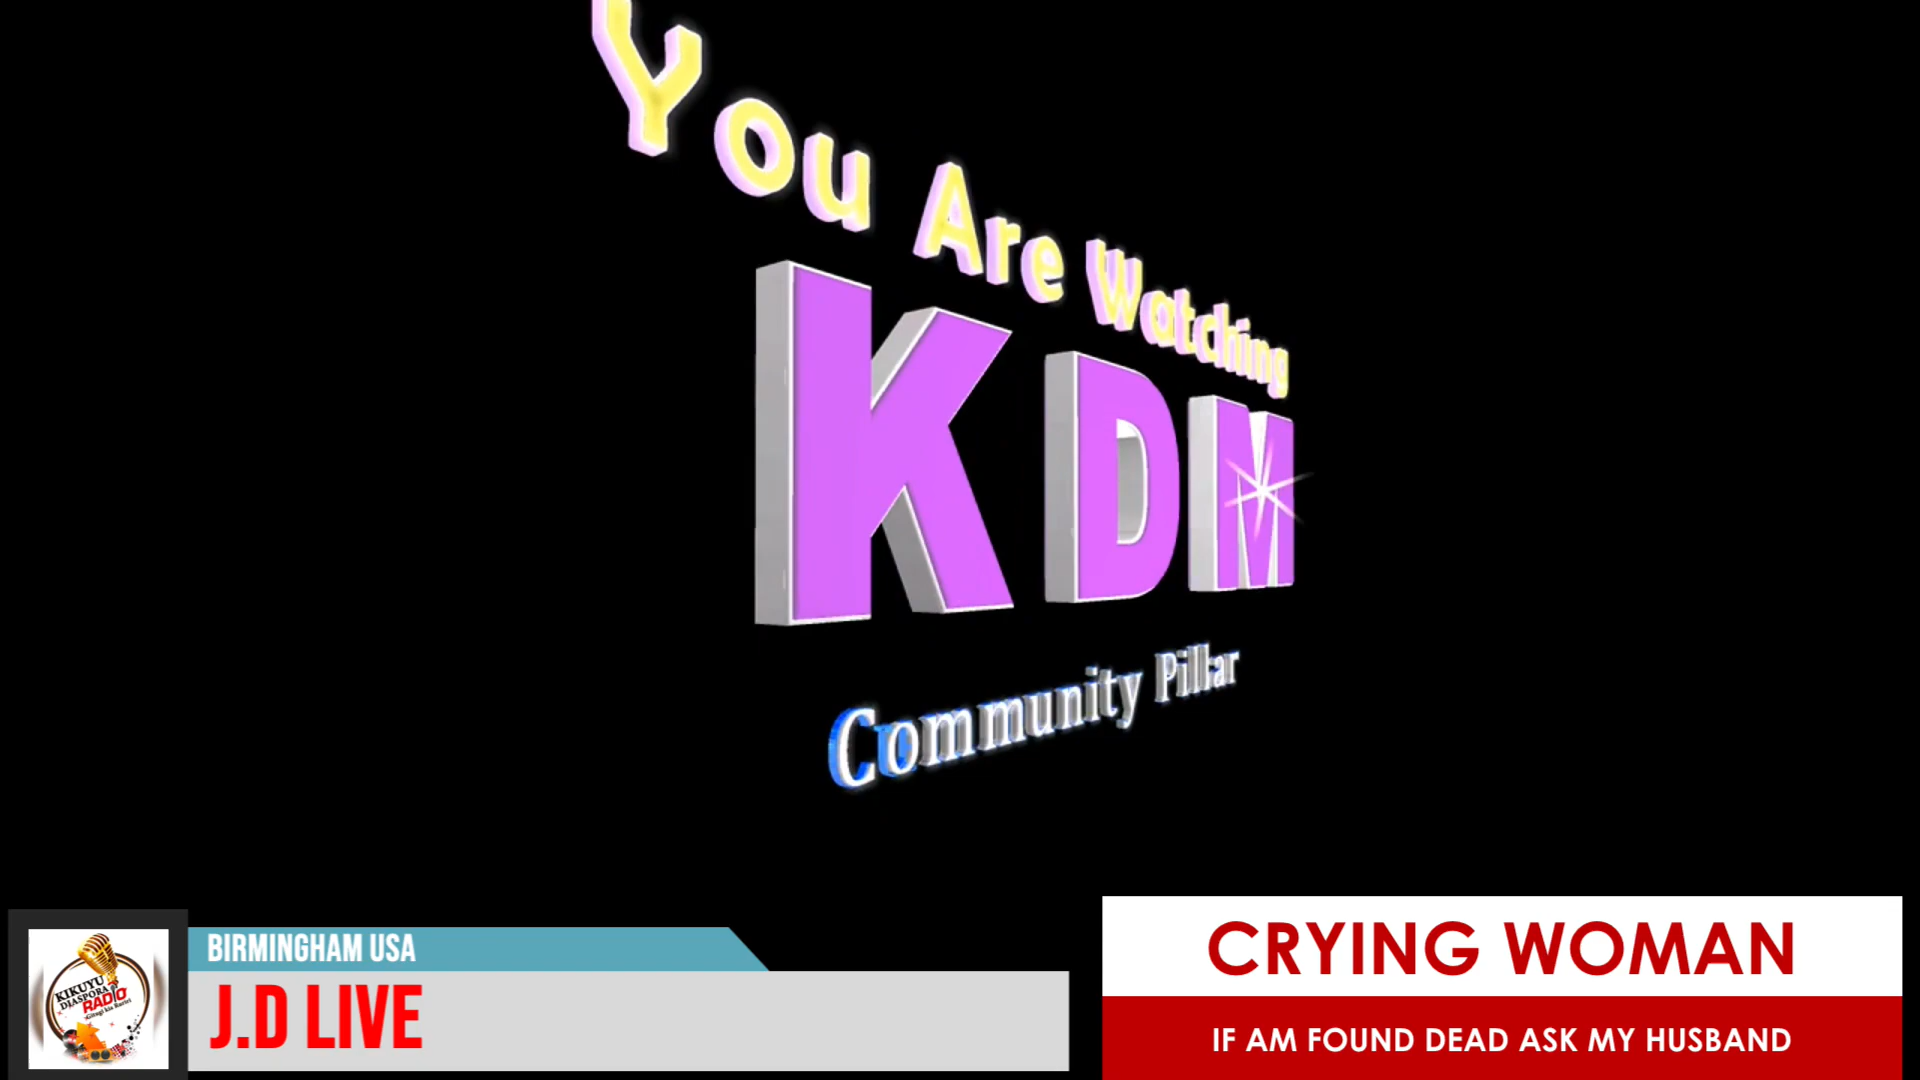 You Are Watching
KDM
Community Pillar
BIRMINGHAM USA
J.D LIVE
KIKUYU
DIASPORA
RADIO
CRYING WOMAN
IF AM FOUND DEAD ASK MY HUSBAND